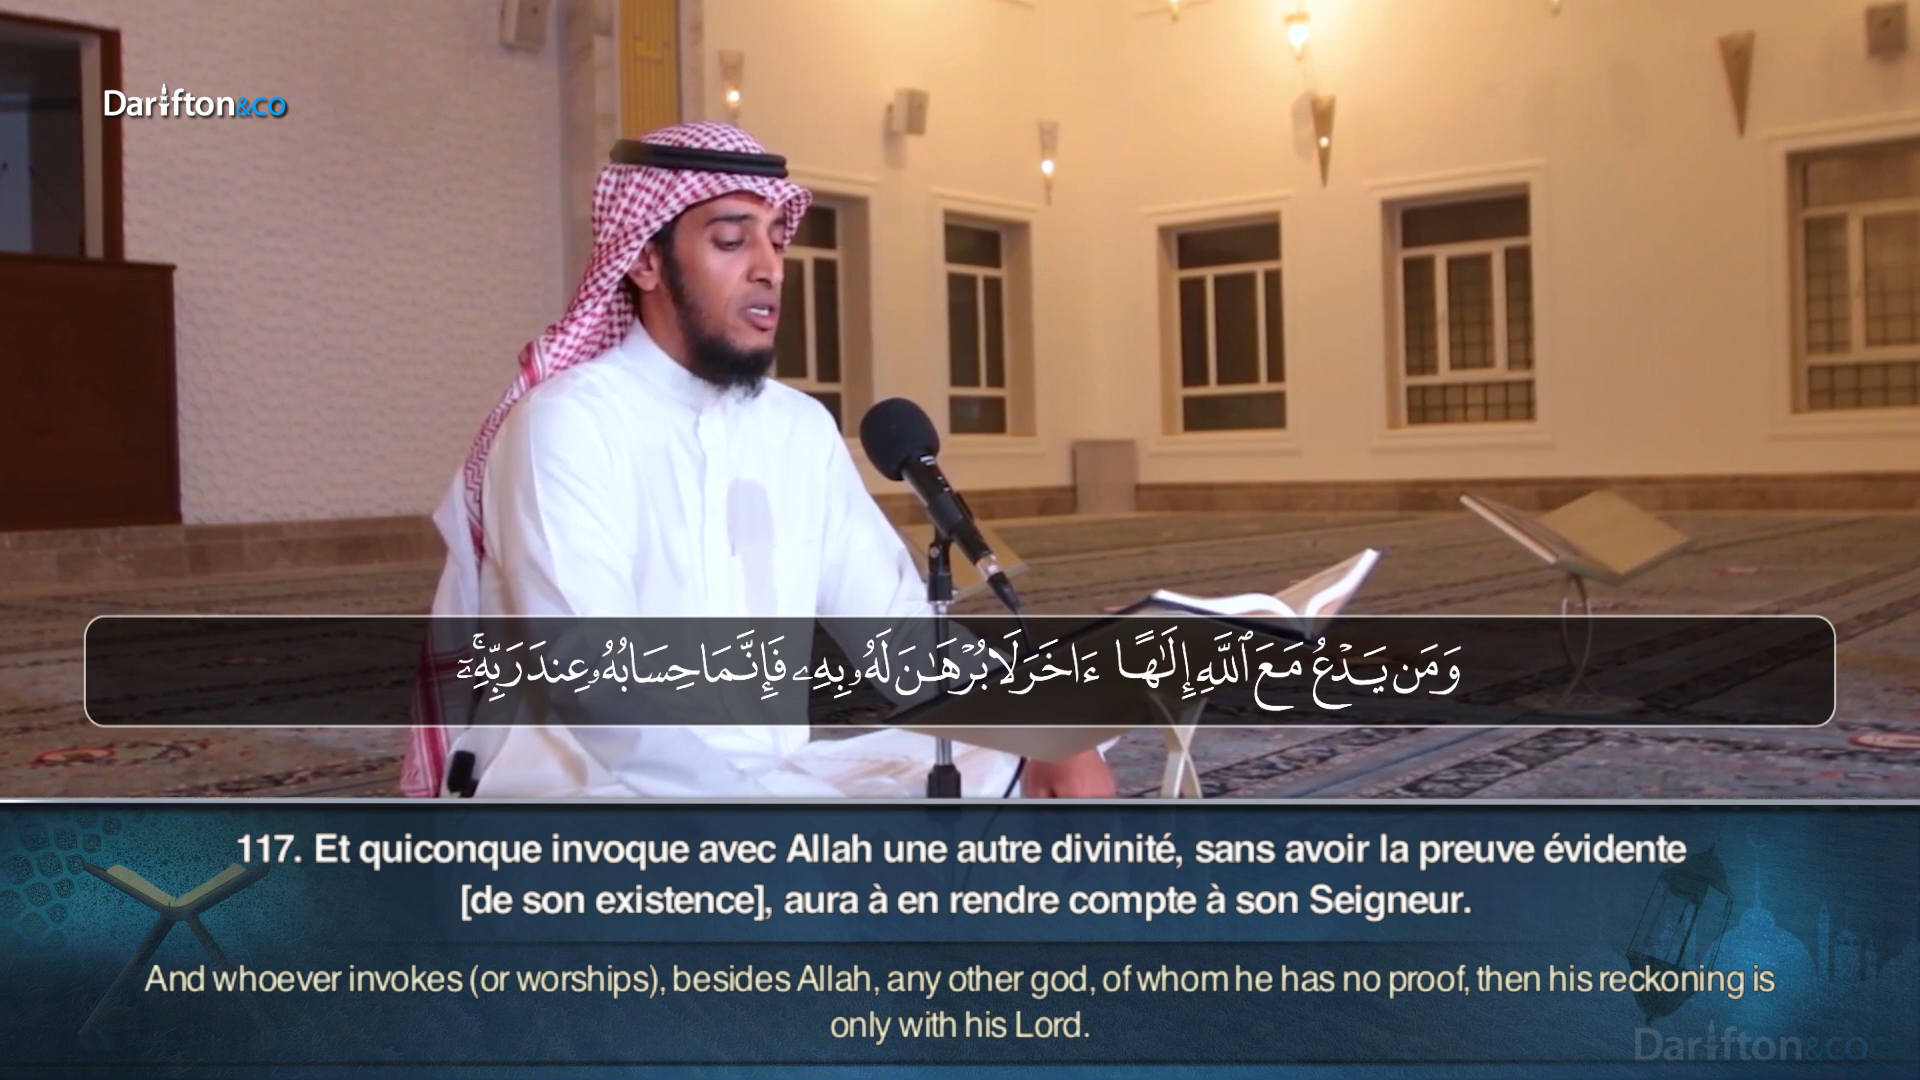 Darifton&co
وَمَن يَدْعُ مَعَ ٱللَّهِ إِلَٰهًا ءَاخَرَ لَا بُرْهَٰنَ لَهُۥ بِهِۦ فَإِنَّمَا حِسَابُهُۥ عِندَ رَبِّهِۦٓ ۚ
117. Et quiconque invoque avec Allah une autre divinité, sans avoir la preuve évidente
[de son existence], aura à en rendre compte à son Seigneur.
And whoever invokes (or worships), besides Allah, any other god, of whom he has no proof, then his reckoning is
only with his Lord.
Darifton&co